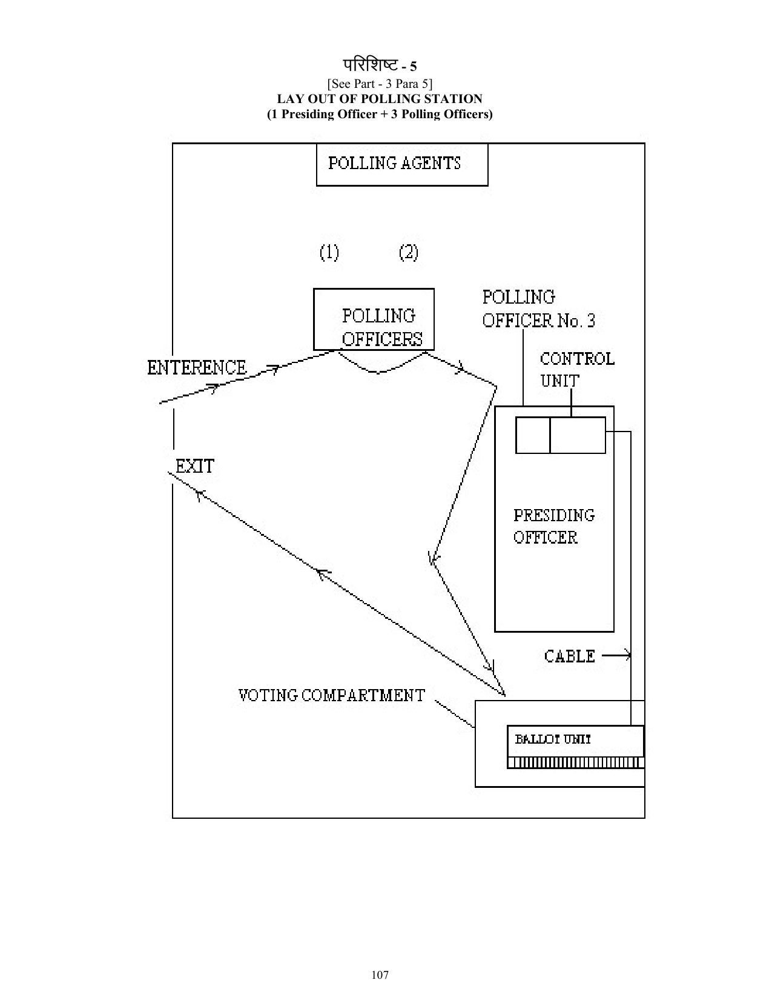 परिशिष्ट - 5
[See Part - 3 Para 5]
LAY OUT OF POLLING STATION
(1 Presiding Officer + 3 Polling Officers)
POLLING AGENTS
(1) (2)
POLLING
OFFICERS
POLLING
OFFICER No. 3
ENTERENCE
CONTROL
UNIT
EXIT
PRESIDING
OFFICER
CABLE
VOTING COMPARTMENT
BALLOT UNIT
107